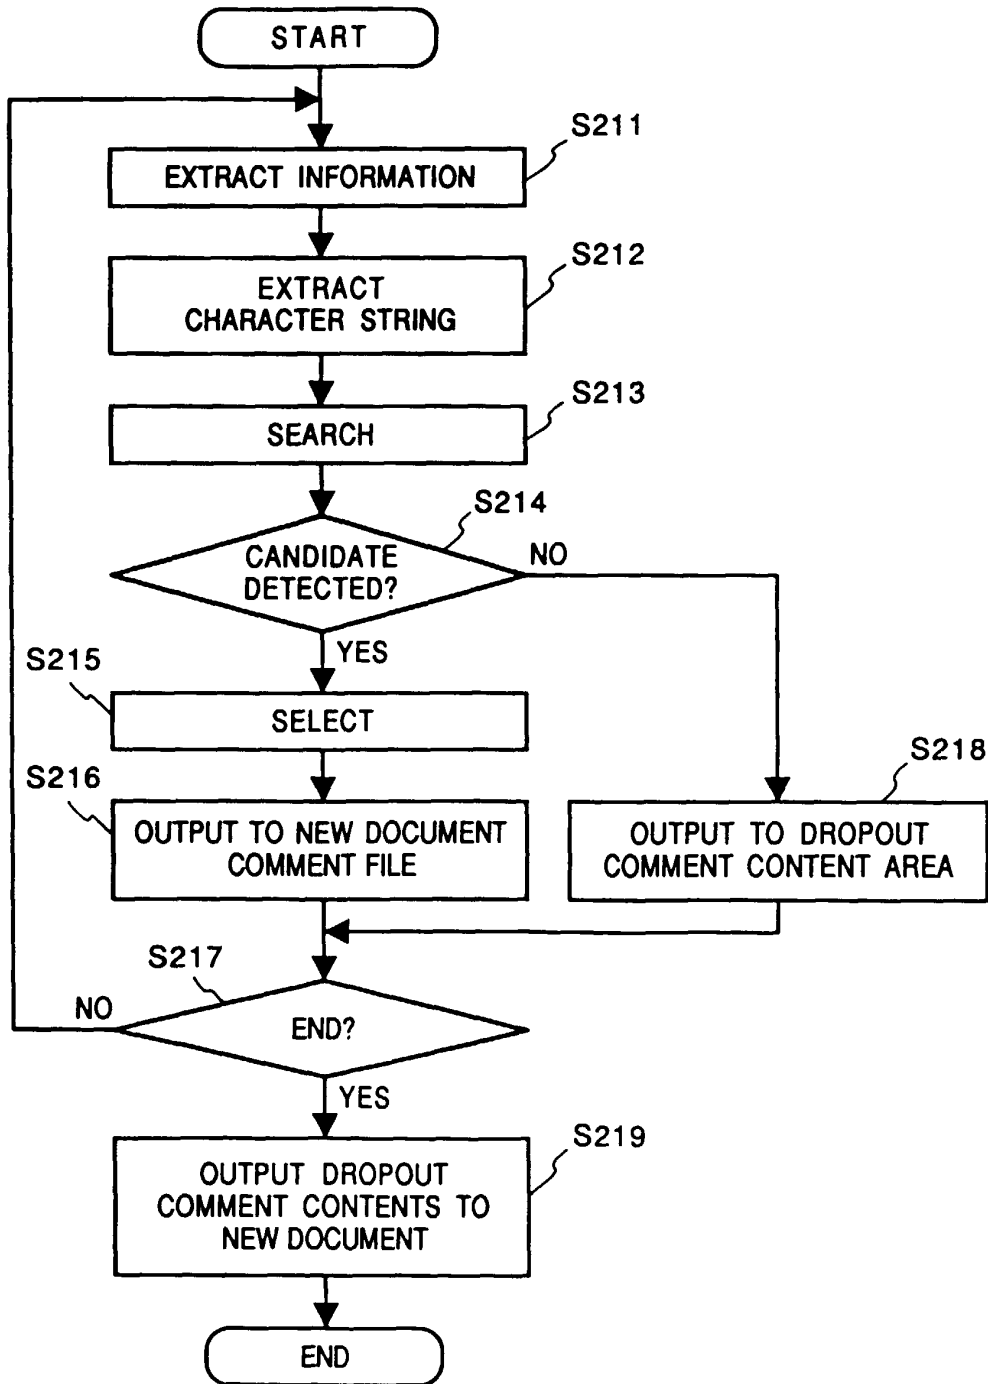 START
S211
EXTRACT INFORMATION
S212
EXTRACT
CHARACTER STRING
S213
SEARCH
S214
CANDIDATE
DETECTED?
NO
YES
S215
SELECT
S216
OUTPUT TO NEW DOCUMENT
COMMENT FILE
S218
OUTPUT TO DROPOUT
COMMENT CONTENT AREA
S217
NO
END?
YES
S219
OUTPUT DROPOUT
COMMENT CONTENTS TO
NEW DOCUMENT
END